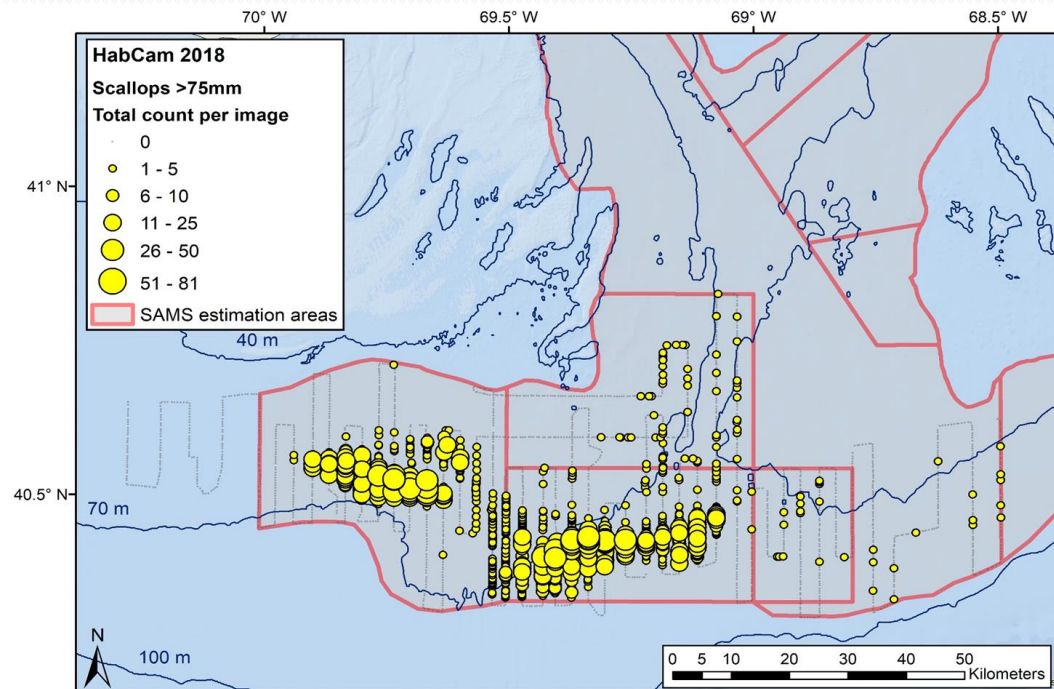 70° W 69.5° W 69° W 68.5° W
HabCam 2018
Scallops >75mm
Total count per image
0
1 - 5
6 - 10
11 - 25
26 - 50
51 - 81
SAMS estimation areas
41° N
40 m
40.5° N
70 m
N
100 m
0 5 10 20 30 40 50
Kilometers